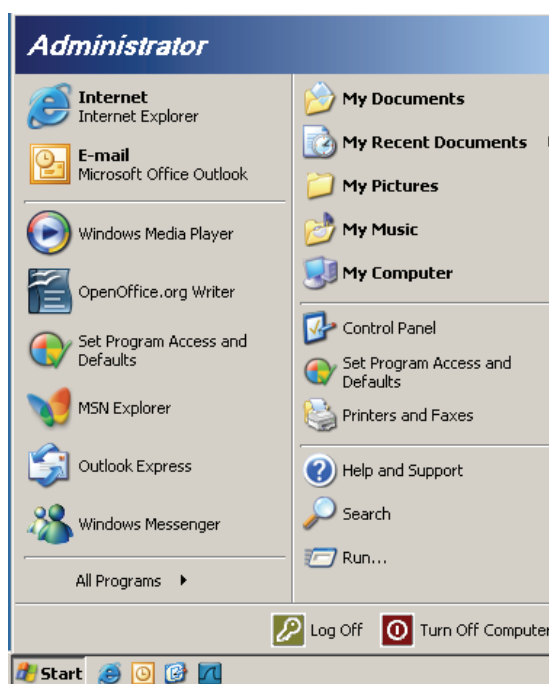 Administrator
Internet
Internet Explorer
E-mail
Microsoft Office Outlook
Windows Media Player
OpenOffice.org Writer
Set Program Access and
Defaults
MSN Explorer
Outlook Express
Windows Messenger
All Programs
My Documents
My Recent Documents
My Pictures
My Music
My Computer
Control Panel
Set Program Access and
Defaults
Printers and Faxes
Help and Support
Search
Run...
Log Off
Turn Off Computer
Start